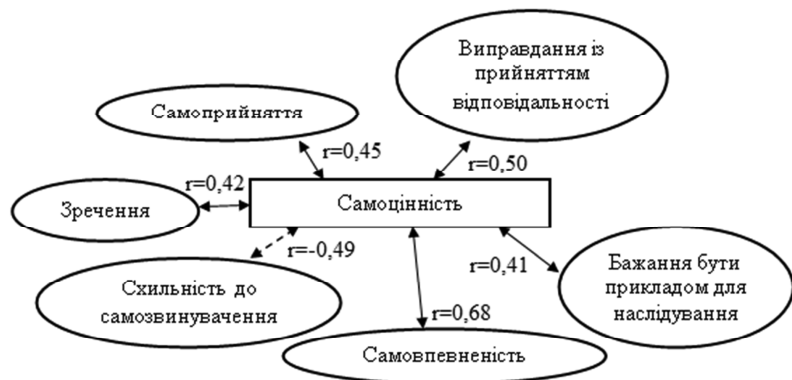 Виправдання із
прийняттям
відповідальності
Самоприйняття
r=0,45
r=0,50
r=0,42
Самоцінність
Зречення
r=-0,49
r=0,41
Бажання бути
прикладом для
наслідування
Схильність до
самозвинувачення
r=0,68
Самовпевненість